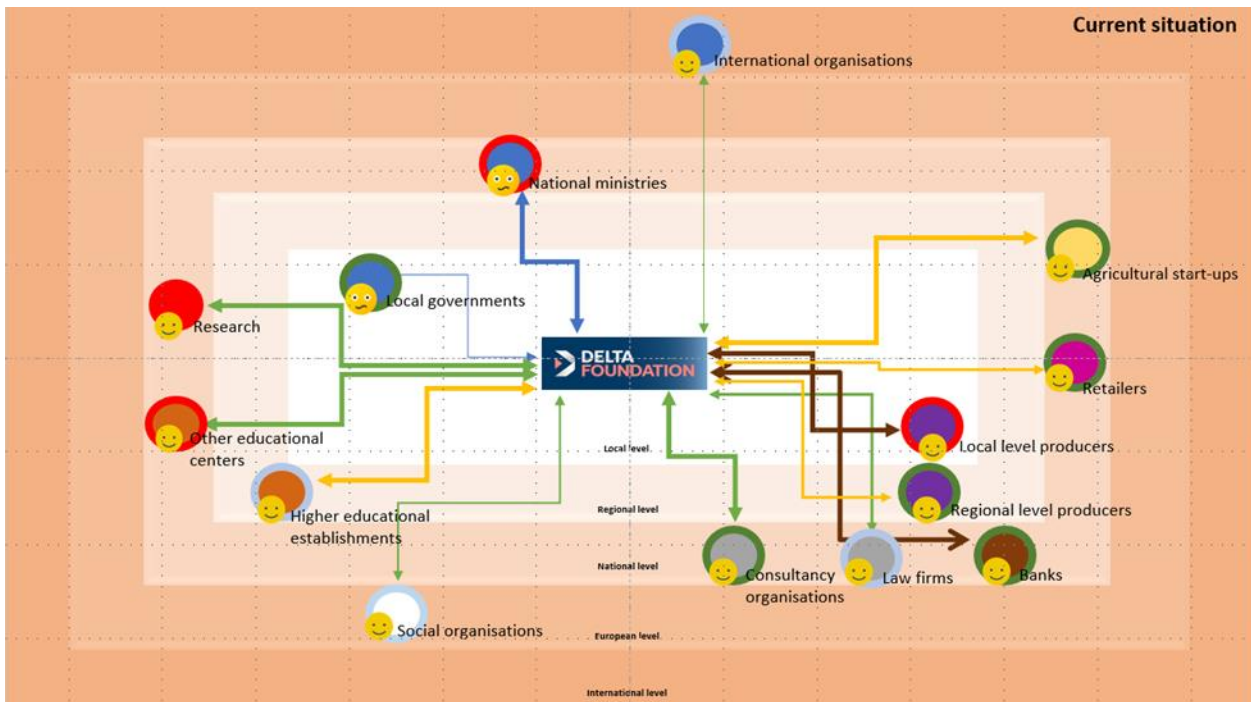 Current situation
International organisations
National ministries
Agricultural start-ups
Local governments
Research
DELTA
FOUNDATION
Retailers
Other educational
centers
Local level
Local level producers
Higher educational
establishments
Regional level
Regional level producers
National level
Consultancy
organisations
Law firms
Banks
Social organisations
European level
International level